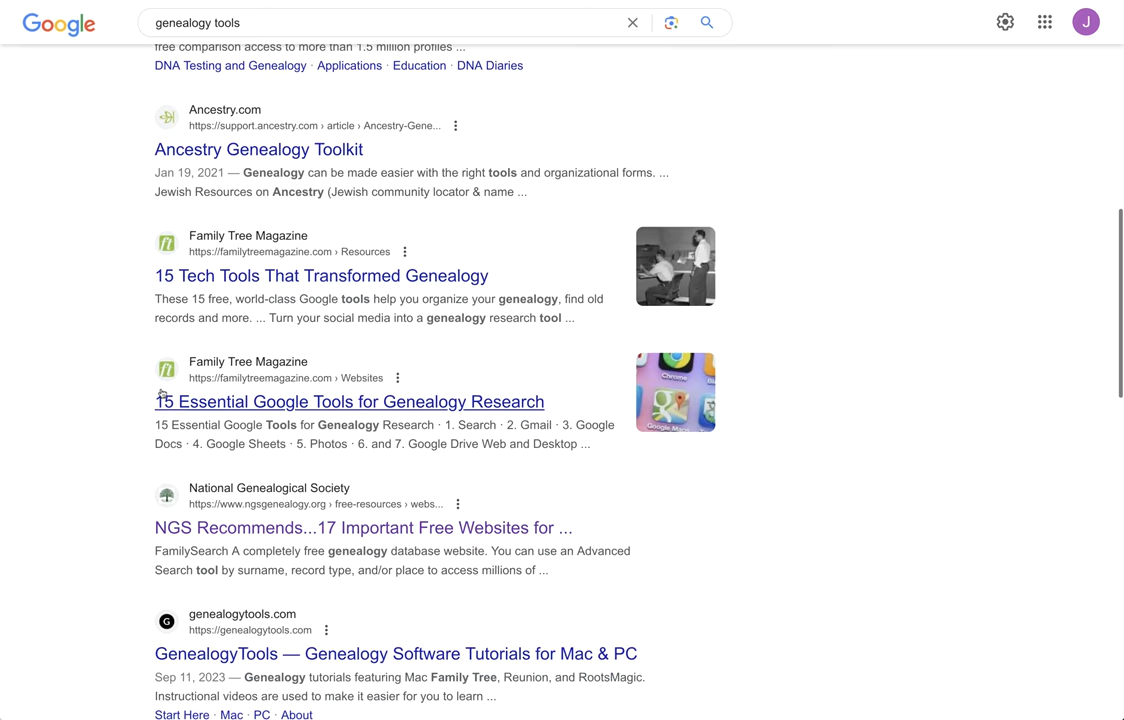 Google
genealogy tools
J
free comparison access to more than 1.5 million profiles ...
DNA Testing and Genealogy · Applications · Education · DNA Diaries
Ancestry.com
https://support.ancestry.com › article › Ancestry-Gene...
Ancestry Genealogy Toolkit
Jan 19, 2021 — Genealogy can be made easier with the right tools and organizational forms. ...
Jewish Resources on Ancestry (Jewish community locator & name ...
Family Tree Magazine
https://familytreemagazine.com › Resources
15 Tech Tools That Transformed Genealogy
These 15 free, world-class Google tools help you organize your genealogy, find old
records and more. ... Turn your social media into a genealogy research tool ...
Family Tree Magazine
https://familytreemagazine.com › Websites
15 Essential Google Tools for Genealogy Research
15 Essential Google Tools for Genealogy Research · 1. Search · 2. Gmail · 3. Google
Docs · 4. Google Sheets · 5. Photos · 6. and 7. Google Drive Web and Desktop ...
Chrome
Google Maps
National Genealogical Society
https://www.ngsgenealogy.org › free-resources › webs...
NGS Recommends...17 Important Free Websites for ...
FamilySearch A completely free genealogy database website. You can use an Advanced
Search tool by surname, record type, and/or place to access millions of ...
G
genealogytools.com
https://genealogytools.com
GenealogyTools — Genealogy Software Tutorials for Mac & PC
Sep 11, 2023 — Genealogy tutorials featuring Mac Family Tree, Reunion, and RootsMagic.
Instructional videos are used to make it easier for you to learn ...
Start Here · Mac · PC · About